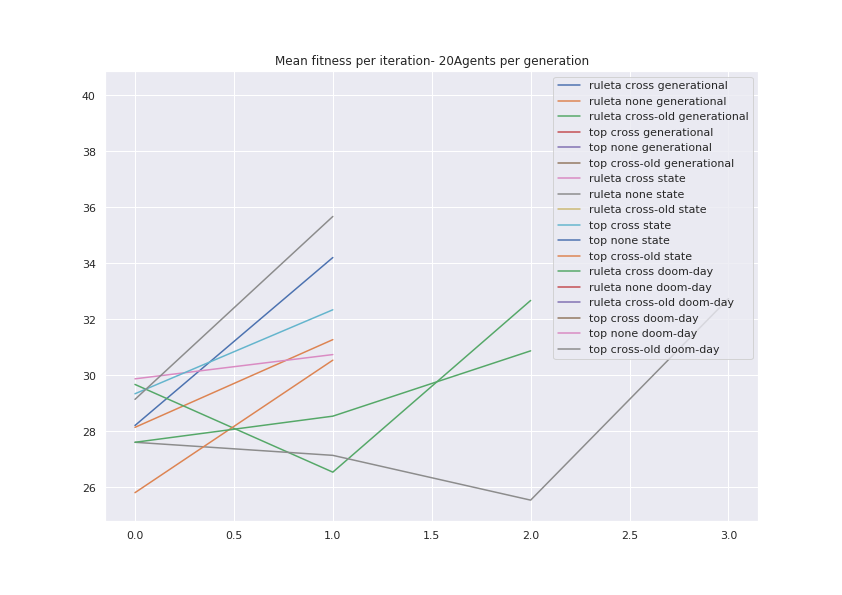 Mean fitness per iteration- 20Agents per generation
40
38
36
34
32
30
28
26
0.0
0.5
1.0
1.5
2.0
2.5
3.0
ruleta cross generational
ruleta none generational
ruleta cross-old generational
top cross generational
top none generational
top cross-old generational
ruleta cross state
ruleta none state
ruleta cross-old state
top cross state
top none state
top cross-old state
ruleta cross doom-day
ruleta none doom-day
ruleta cross-old doom-day
top cross doom-day
top none doom-day
top cross-old doom-day